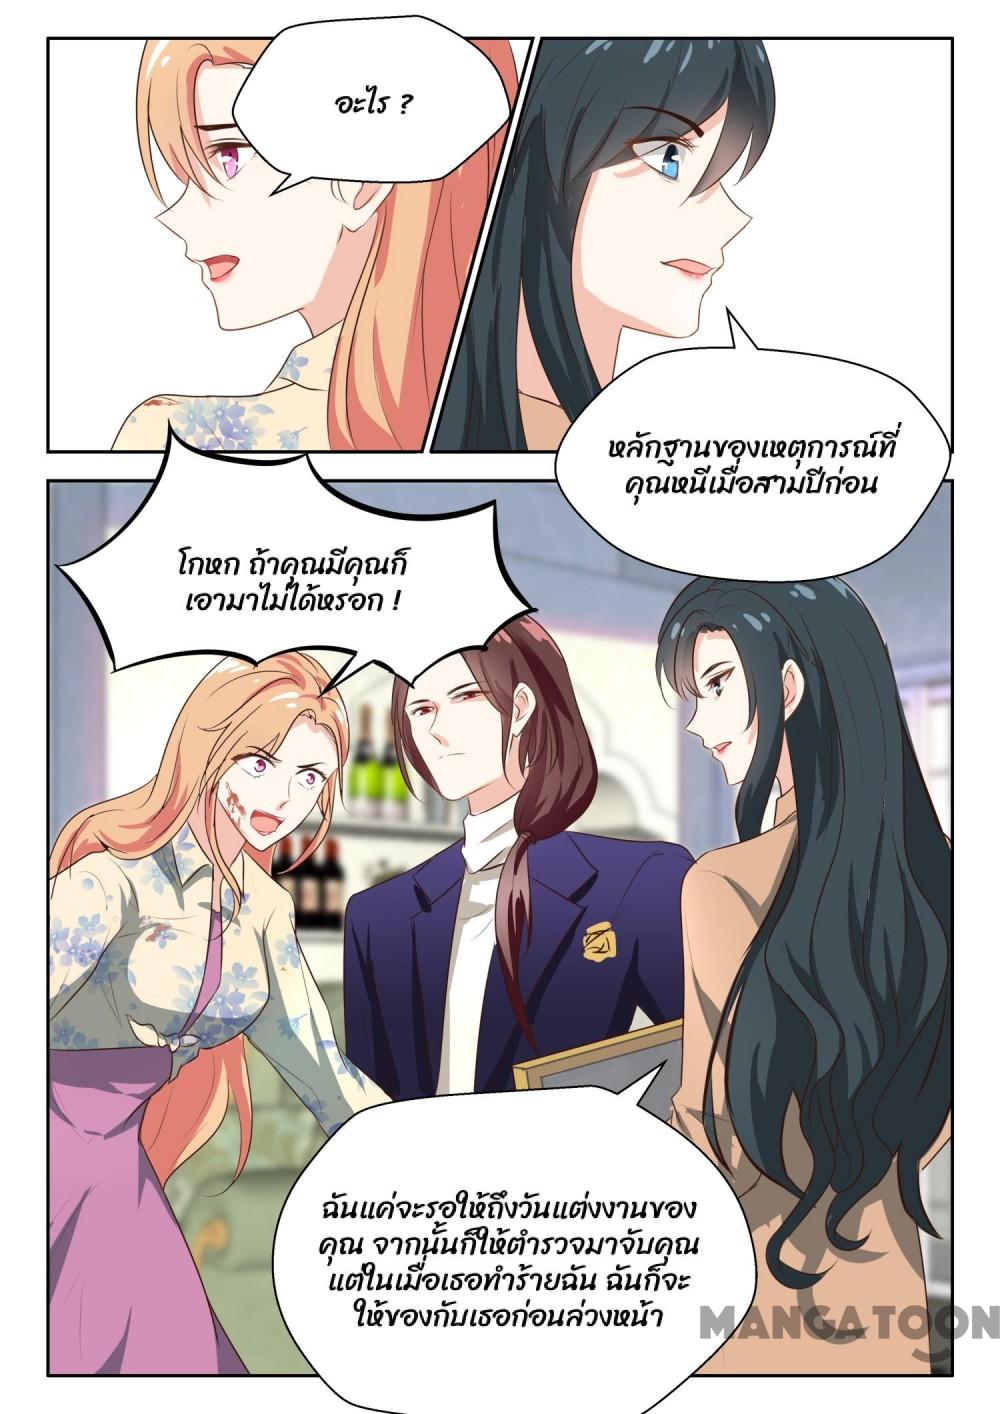 อะไร ?
หลักฐานของเหตุการณ์ที่
คุณหนีเมื่อสามปีก่อน
โกหก ถ้าคุณมีคุณก็
เอามาไม่ได้หรอก !
ฉันแค่จะรอให้ถึงวันแต่งงานของ
คุณ จากนั้นก็ให้ตำรวจมาจับคุณ
แต่ในเมื่อเธอทำร้ายฉัน ฉันก็จะ
ให้ของกับเธอก่อนล่วงหน้า
MANGATOON